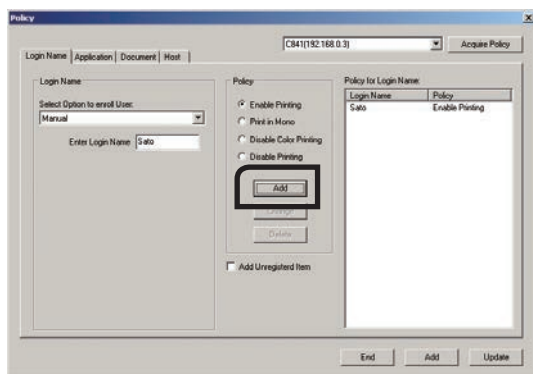 Policy
C841(192.168.0.3)
Acquire Policy
Login Name
Application
Document
Host
Login Name
Select Option to enroll User:
Manual
Enter Login Name
Sato
Policy
Enable Printing
Print in Mono
Disable Color Printing
Disable Printing
Add
Change
Delete
Add Unregisterd Item
Policy for Login Name:
Login Name
Policy
Sato
Enable Printing
End
Add
Update